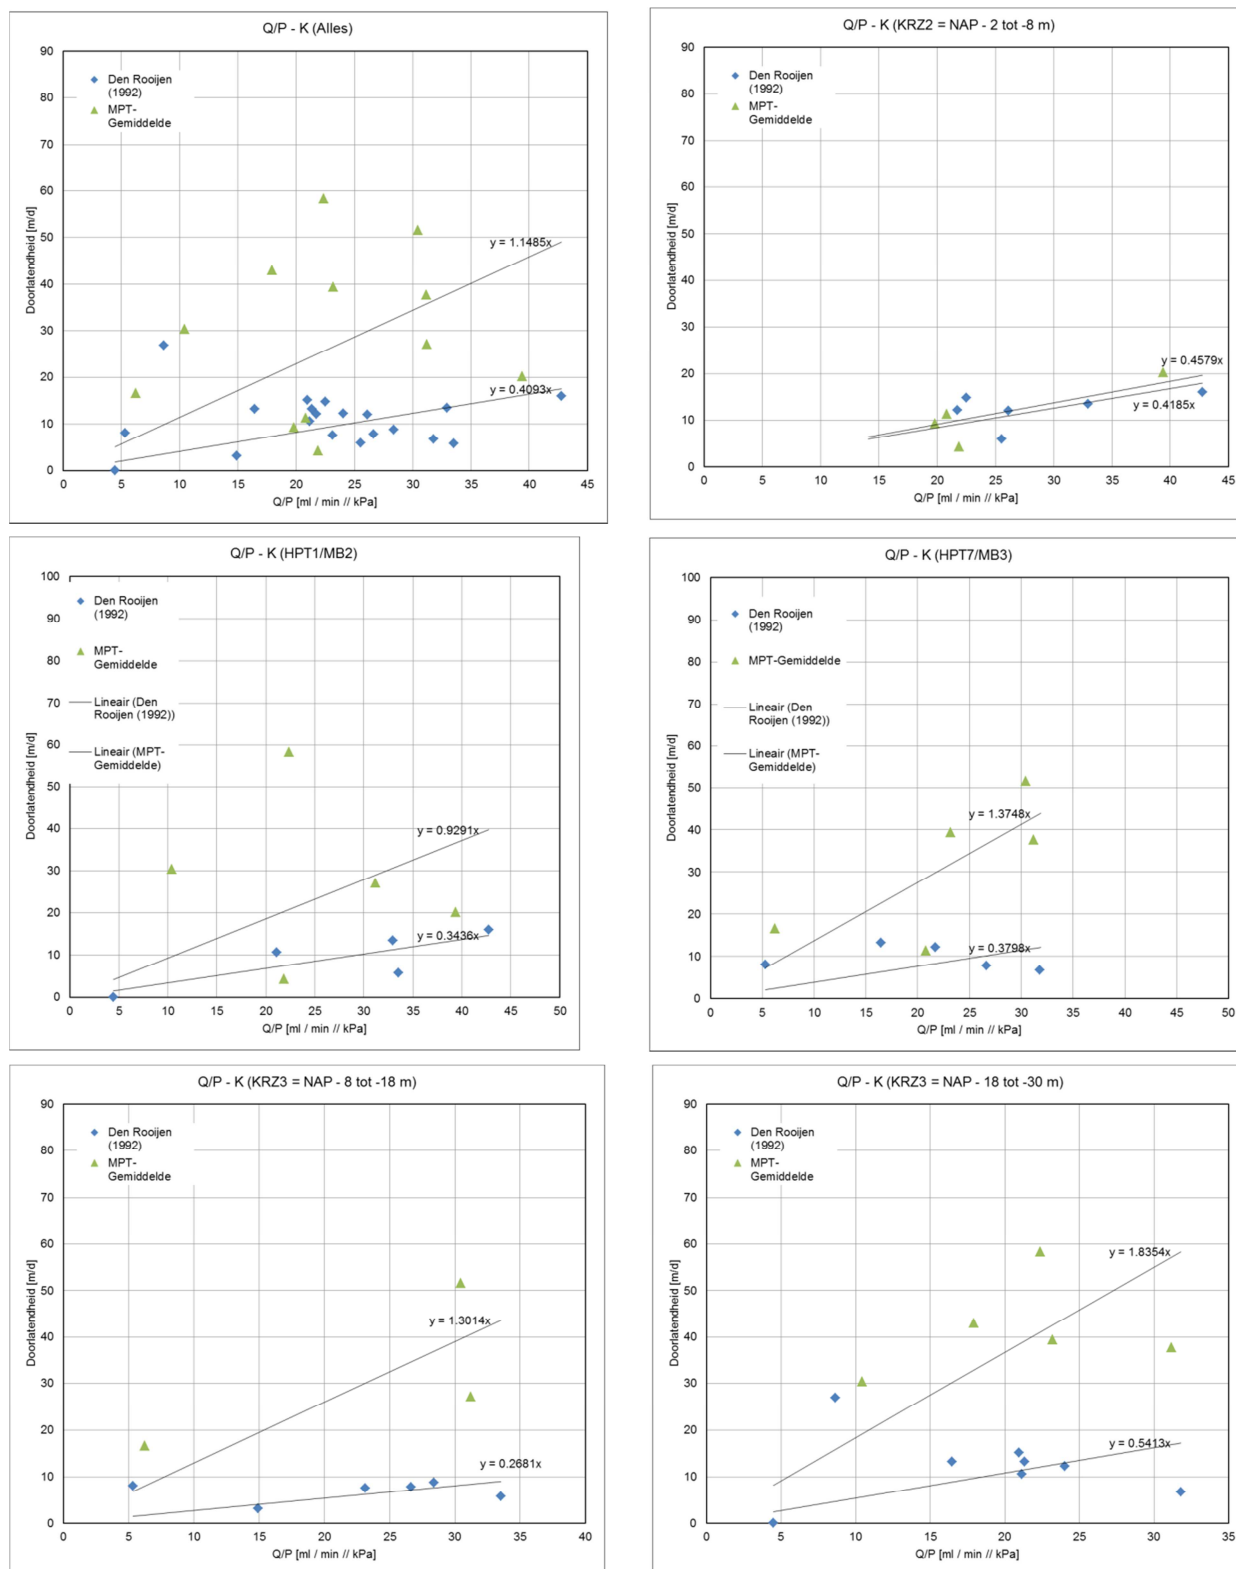 Q/P - K (Alles)
90
80
70
60
50
40
30
20
10
0
Doorlatendheid [m/d]
Den Rooijen
(1992)
MPT-
Gemiddelde
y = 1.1485x
y = 0.4093x
0 5 10 15 20 25 30 35 40 45
Q/P [ml / min // kPa]
Q/P - K (KRZ2 = NAP - 2 tot -8 m)
90
80
70
60
50
40
30
20
10
0
Doorlatendheid [m/d]
Den Rooijen
(1992)
MPT-
Gemiddelde
y = 0.4579x
y = 0.4185x
0 5 10 15 20 25 30 35 40 45
Q/P [ml / min // kPa]
Q/P - K (HPT1/MB2)
100
90
80
70
60
50
40
30
20
10
0
Doorlatendheid [m/d]
Den Rooijen
(1992)
MPT-
Gemiddelde
Lineair (Den
Rooijen (1992))
Lineair (MPT-
Gemiddelde)
y = 0.9291x
y = 0.3436x
0 5 10 15 20 25 30 35 40 45 50
Q/P [ml / min // kPa]
Q/P - K (HPT7/MB3)
100
90
80
70
60
50
40
30
20
10
0
Doorlatendheid [m/d]
Den Rooijen
(1992)
MPT-Gemiddelde
Lineair (Den
Rooijen (1992))
Lineair (MPT-
Gemiddelde)
y = 1.3748x
y = 0.3798x
0 5 10 15 20 25 30 35 40 45 50
Q/P [ml / min // kPa]
Q/P - K (KRZ3 = NAP - 8 tot -18 m)
90
80
70
60
50
40
30
20
10
0
Doorlatendheid [m/d]
Den Rooijen
(1992)
MPT-
Gemiddelde
y = 1.3014x
y = 0.2681x
0 5 10 15 20 25 30 35 40
Q/P [ml / min // kPa]
Q/P - K (KRZ3 = NAP - 18 tot -30 m)
90
80
70
60
50
40
30
20
10
0
Doorlatendheid [m/d]
Den Rooijen
(1992)
MPT-
Gemiddelde
y = 1.8354x
y = 0.5413x
0 5 10 15 20 25 30 35
Q/P [ml / min // kPa]